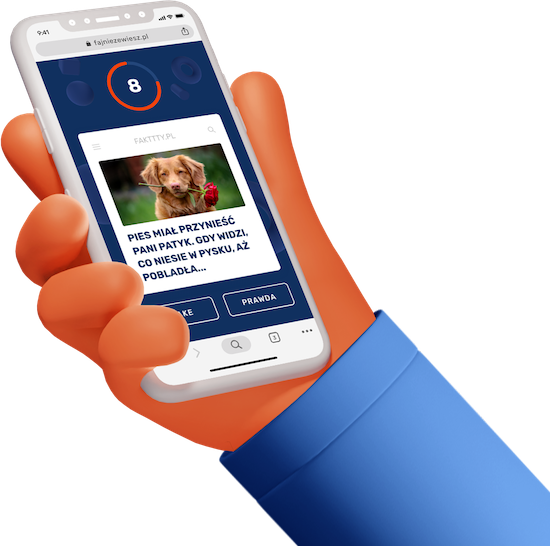 9:41
fajniezewiesz.pl
8
FAKTTTY.PL
PIES MIAŁ PRZYNIEŚĆ
PANI PATYK. GDY WIDZI,
CO NIESIE W PYSKU, AŻ
POBLADŁA...
KE PRAWDA
3